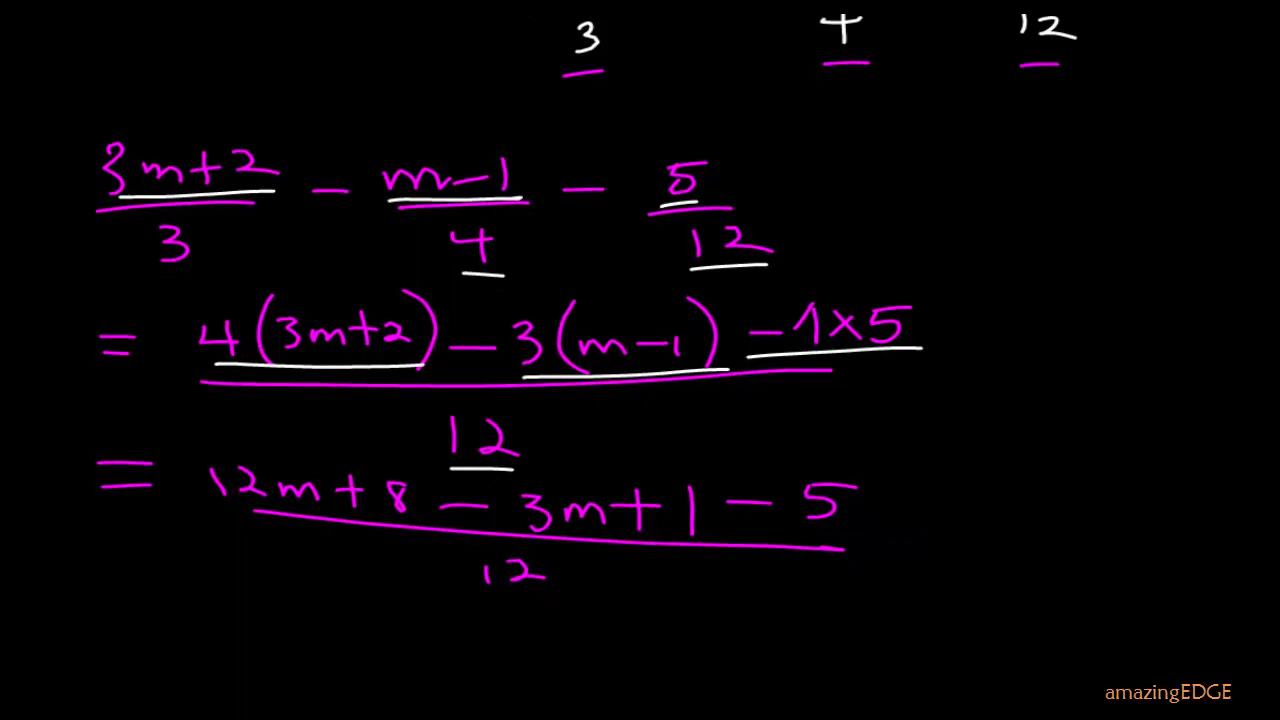 3 4 12
3m+2 − m−1 − 5
3 4 12
= 4(3m+2) − 3(m−1) − 1×5
12
= 12m+8 − 3m+1 − 5
12
amazingEDGE